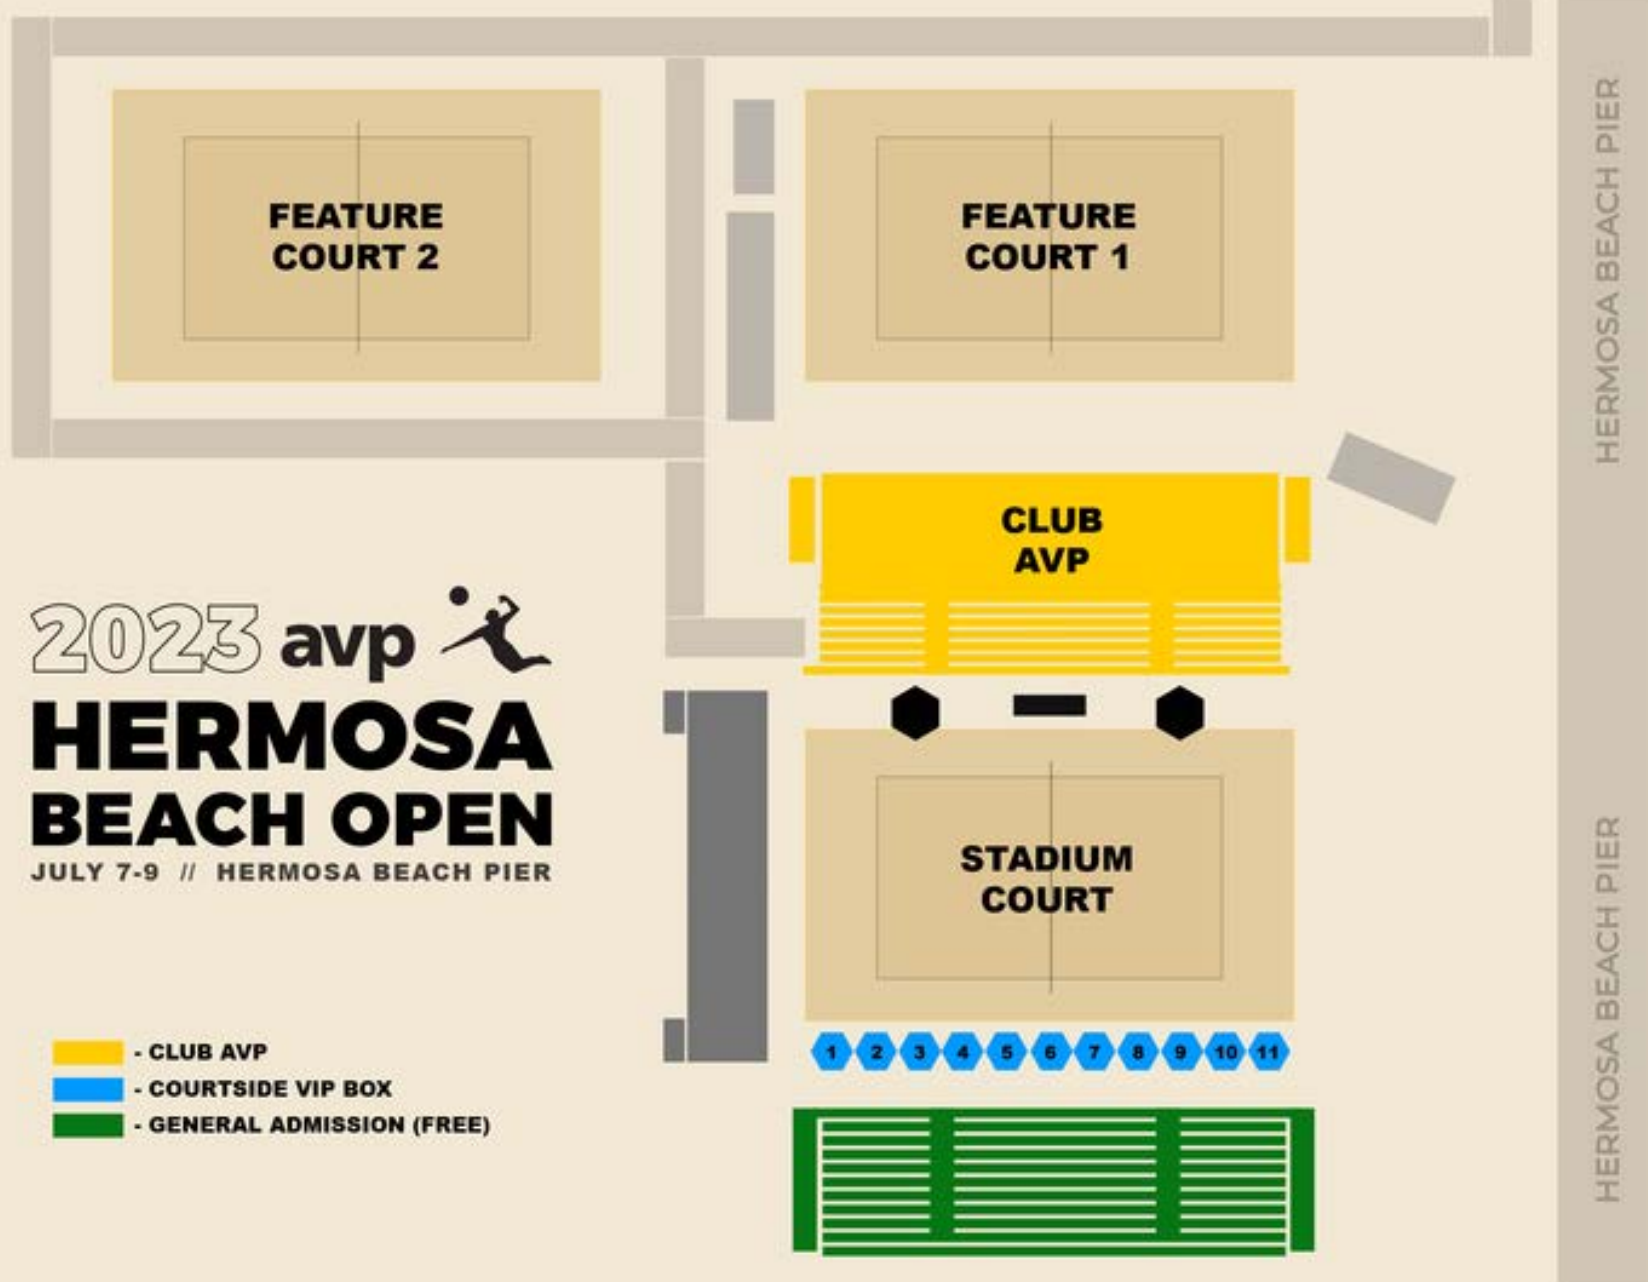 FEATURE
COURT 2
FEATURE
COURT 1
HERMOSA BEACH PIER
CLUB
AVP
2023 avp
HERMOSA
BEACH OPEN
JULY 7-9 // HERMOSA BEACH PIER
STADIUM
COURT
HERMOSA BEACH PIER
1 2 3 4 5 6 7 8 9 10 11
- CLUB AVP
- COURTSIDE VIP BOX
- GENERAL ADMISSION (FREE)